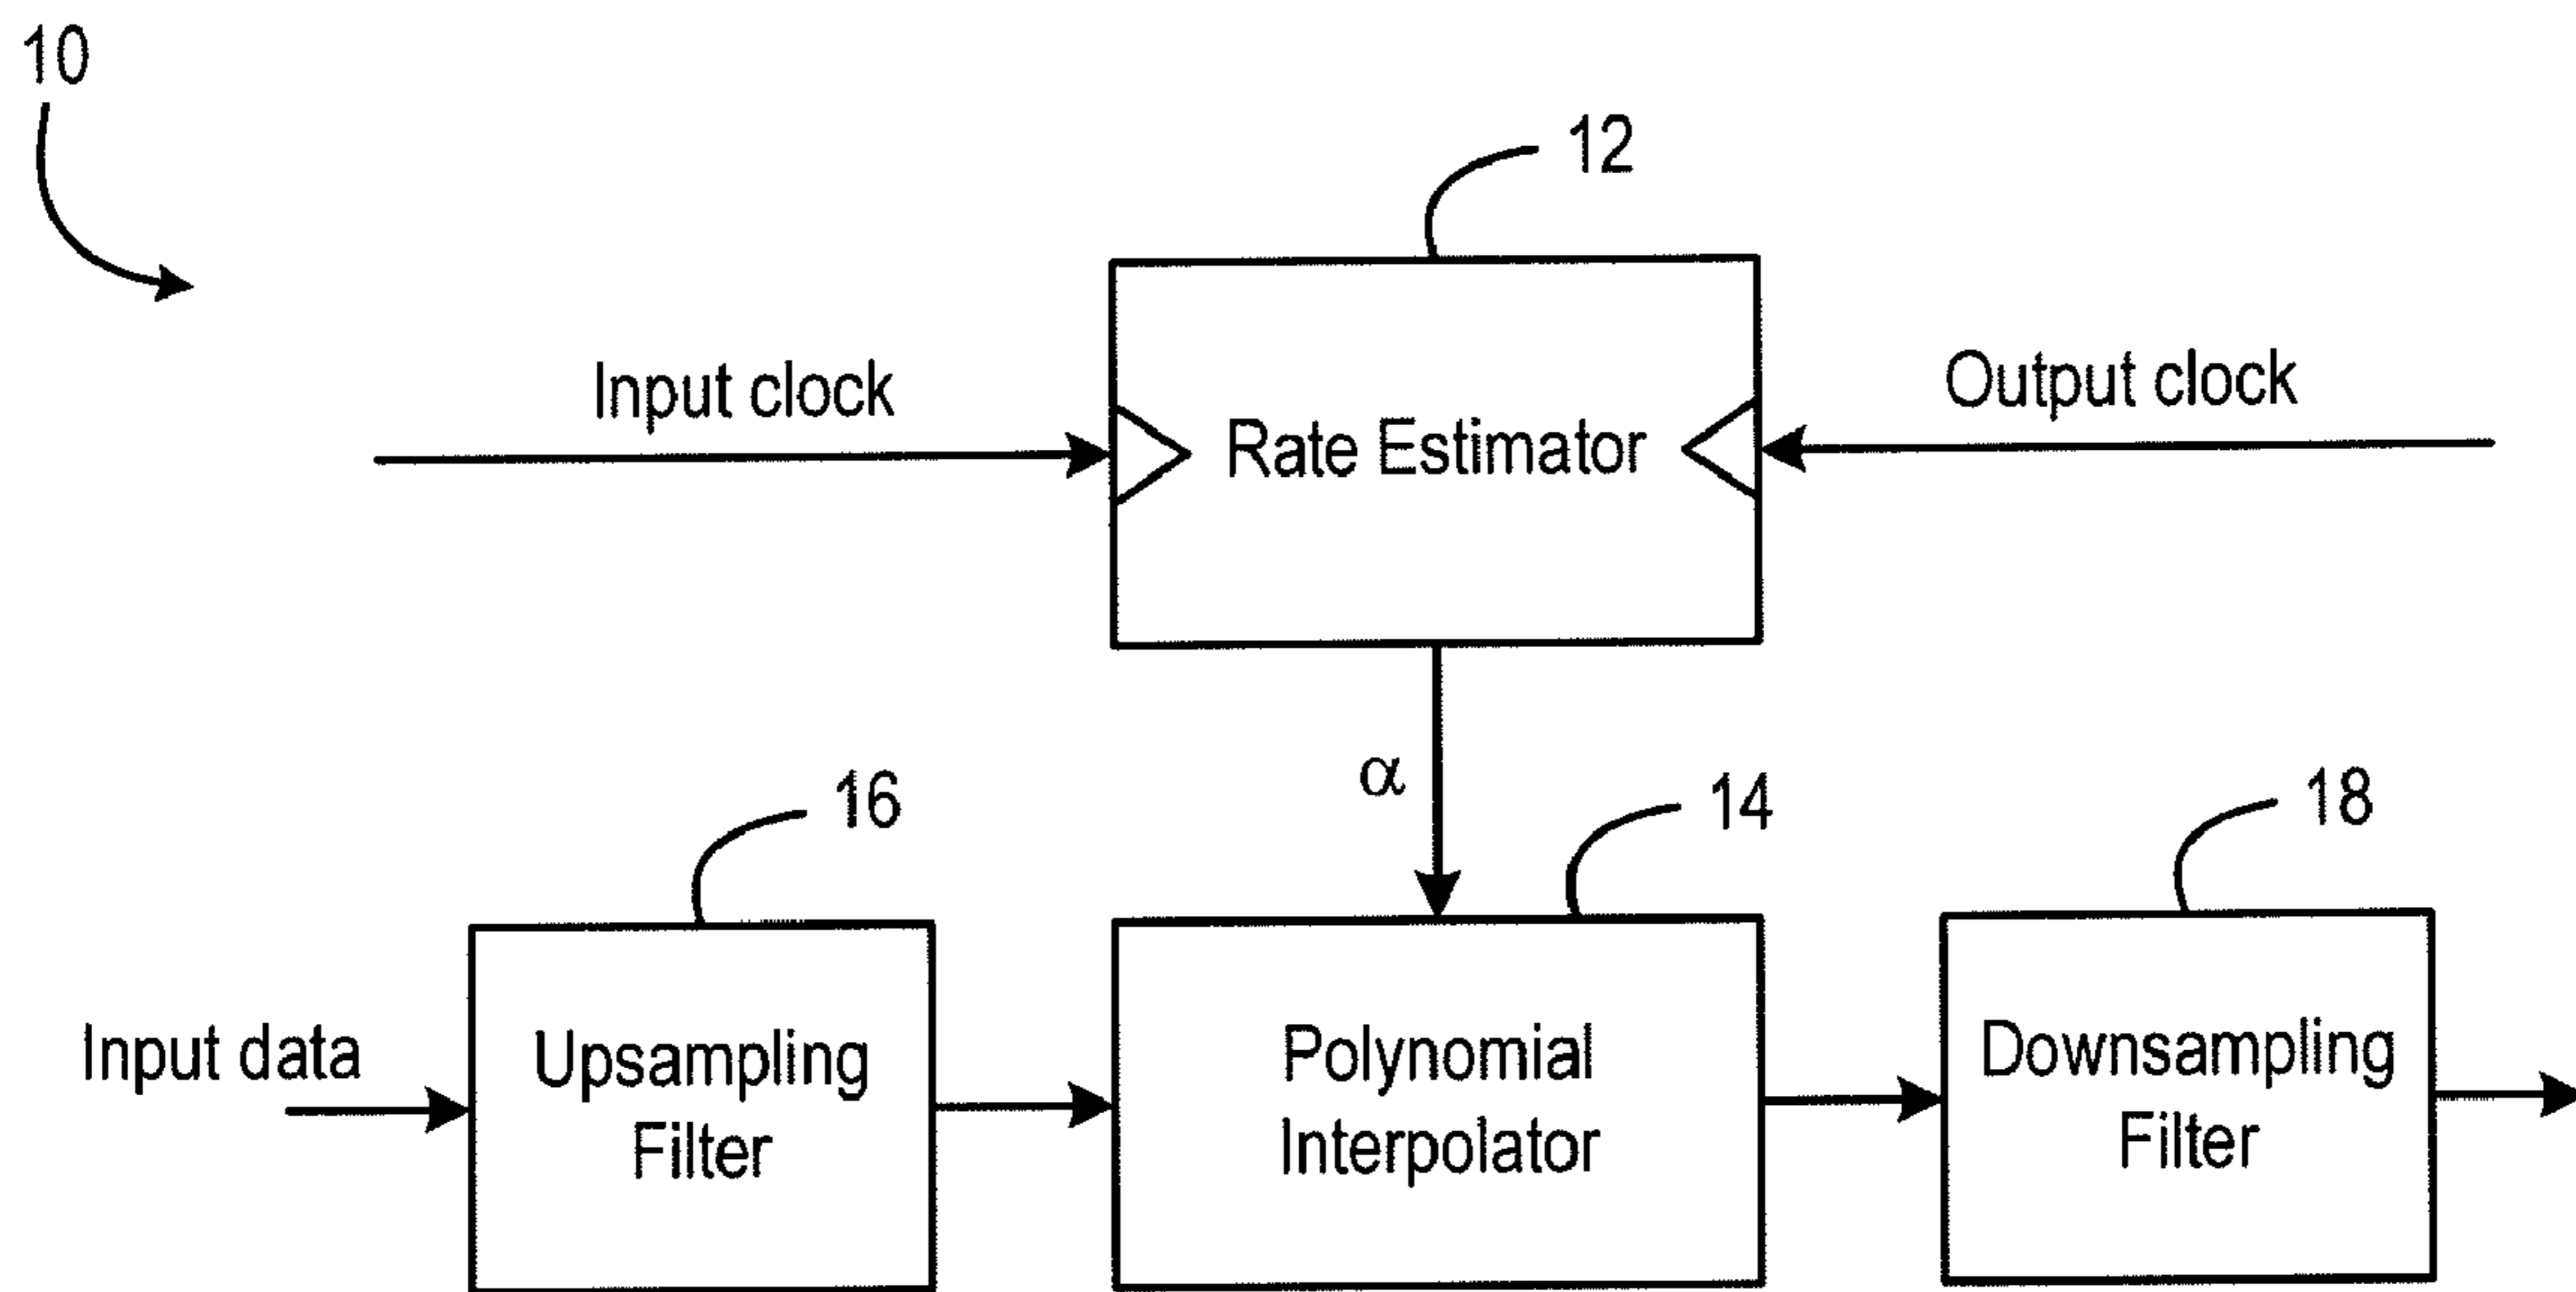 10
12
Input clock
Rate Estimator
Output clock
α
16
14
18
Input data
Upsampling
Filter
Polynomial
Interpolator
Downsampling
Filter